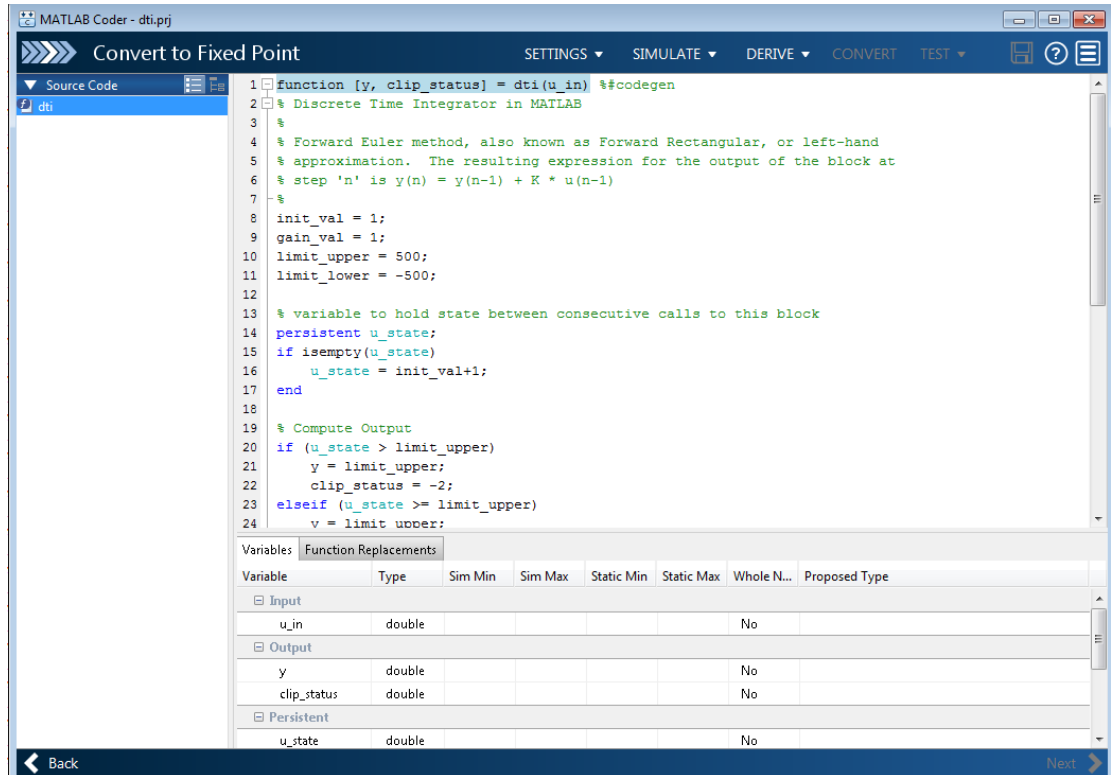 MATLAB Coder - dti.prj
Convert to Fixed Point SETTINGS SIMULATE DERIVE CONVERT TEST
Source Code
dti
1 function [y, clip_status] = dti(u_in) %#codegen
2 % Discrete Time Integrator in MATLAB
3 %
4 % Forward Euler method, also known as Forward Rectangular, or left-hand
5 % approximation.  The resulting expression for the output of the block at
6 % step 'n' is y(n) = y(n-1) + K * u(n-1)
7 %
8 init_val = 1;
9 gain_val = 1;
10 limit_upper = 500;
11 limit_lower = -500;
12
13 % variable to hold state between consecutive calls to this block
14 persistent u_state;
15 if isempty(u_state)
16     u_state = init_val+1;
17 end
18
19 % Compute Output
20 if (u_state > limit_upper)
21     y = limit_upper;
22     clip_status = -2;
23 elseif (u_state >= limit_upper)
24     y = limit_upper;
Variables Function Replacements
Variable Type Sim Min Sim Max Static Min Static Max Whole N... Proposed Type
Input
u_in double No
Output
y double No
clip_status double No
Persistent
u_state double No
Back Next